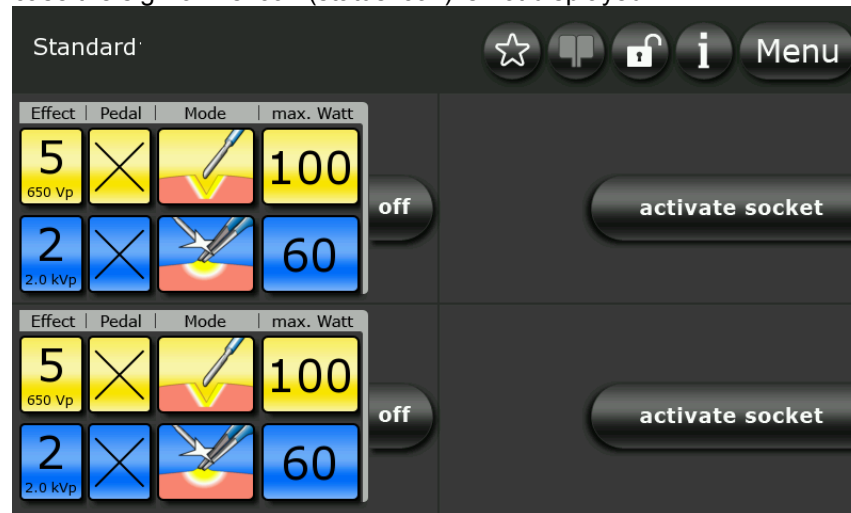 Standard
i Menu
Effect | Pedal | Mode | max. Watt
5 650 Vp 100
off
activate socket
2 2.0 kVp 60
Effect | Pedal | Mode | max. Watt
5 650 Vp 100
off
activate socket
2 2.0 kVp 60